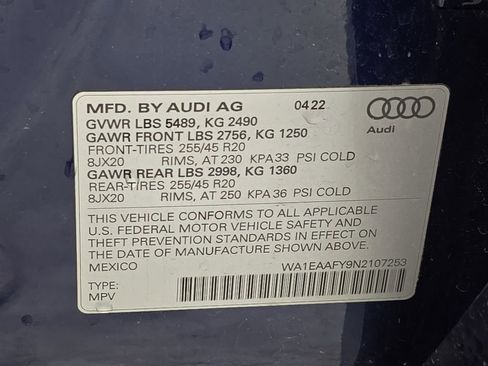 MFD. BY AUDI AG 04 22
GVWR LBS 5489, KG 2490
GAWR FRONT LBS 2756, KG 1250
FRONT-TIRES 255/45 R20
8JX20 RIMS, AT 230 KPA 33 PSI COLD
GAWR REAR LBS 2998, KG 1360
REAR-TIRES 255/45 R20
8JX20 RIMS, AT 250 KPA 36 PSI COLD
Audi
THIS VEHICLE CONFORMS TO ALL APPLICABLE
U.S. FEDERAL MOTOR VEHICLE SAFETY AND
THEFT PREVENTION STANDARDS IN EFFECT ON
THE DATE OF MANUFACTURE SHOWN ABOVE.
MEXICO WA1EAAFY9N2107253
TYPE:
MPV